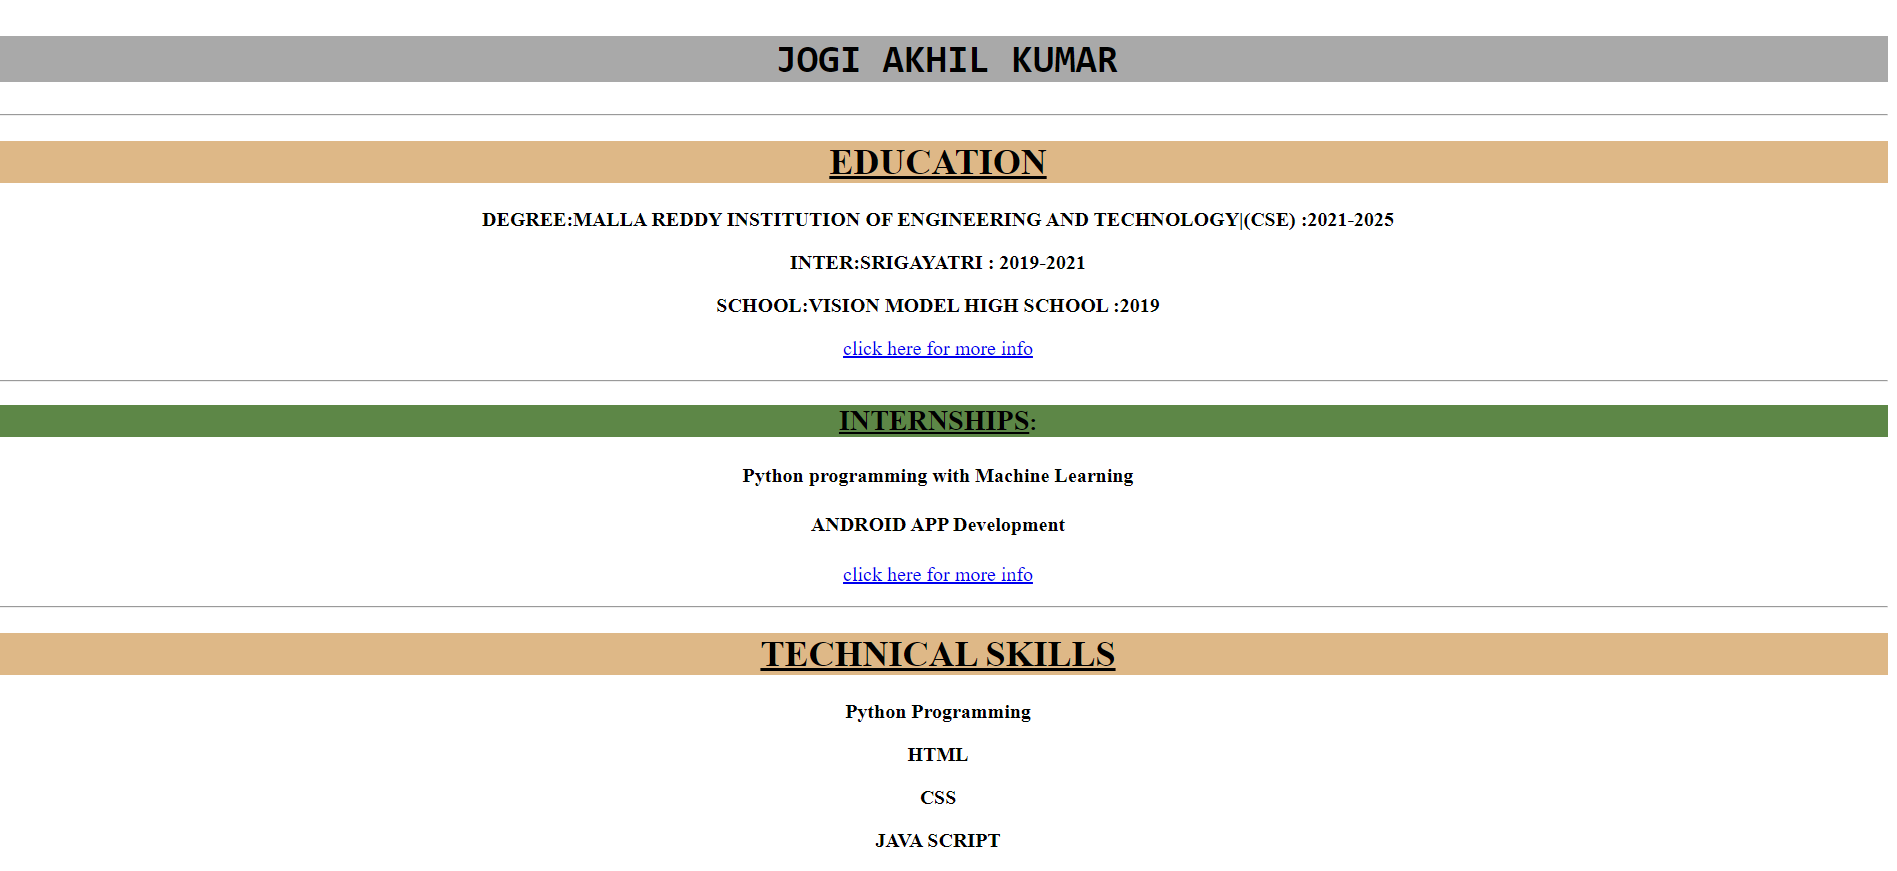 JOGI AKHIL KUMAR
EDUCATION
DEGREE:MALLA REDDY INSTITUTION OF ENGINEERING AND TECHNOLOGY|(CSE) :2021-2025
INTER:SRIGAYATRI : 2019-2021
SCHOOL:VISION MODEL HIGH SCHOOL :2019
click here for more info
INTERNSHIPS:
Python programming with Machine Learning
ANDROID APP Development
click here for more info
TECHNICAL SKILLS
Python Programming
HTML
CSS
JAVA SCRIPT